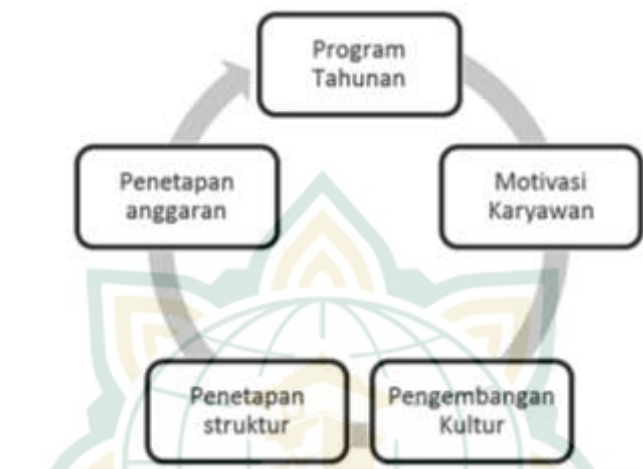 Program
Tahunan
Motivasi
Karyawan
Pengembangan
Kultur
Penetapan
struktur
Penetapan
anggaran